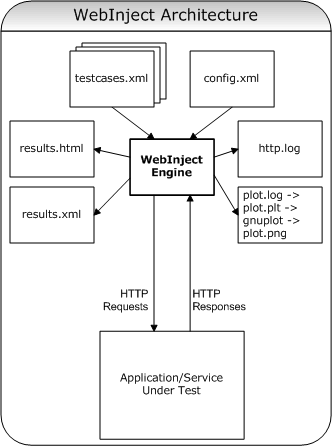 WebInject Architecture
testcases.xml
config.xml
results.html
WebInject
Engine
http.log
results.xml
plot.log ->
plot.plt ->
gnuplot ->
plot.png
HTTP
Requests
HTTP
Responses
Application/Service
Under Test